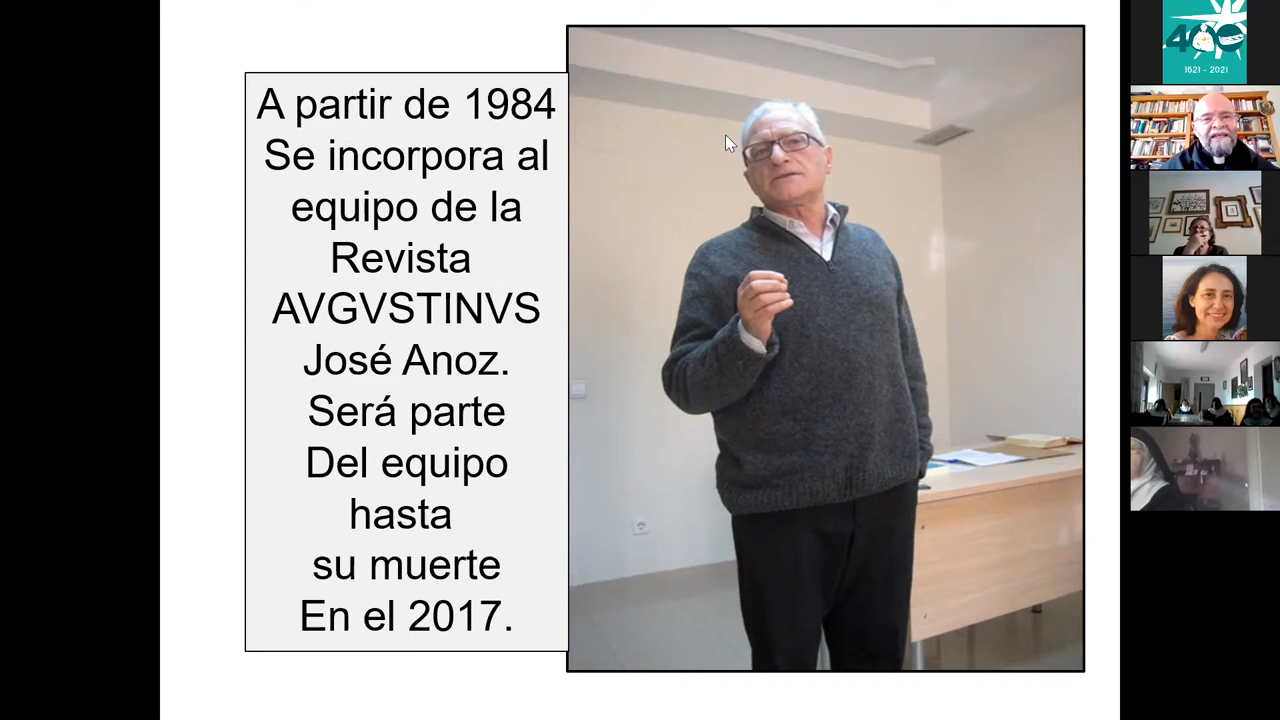 A partir de 1984
Se incorpora al
equipo de la
Revista
AVGVSTINVS
José Anoz.
Será parte
Del equipo
hasta
su muerte
En el 2017.
400
1621 - 2021